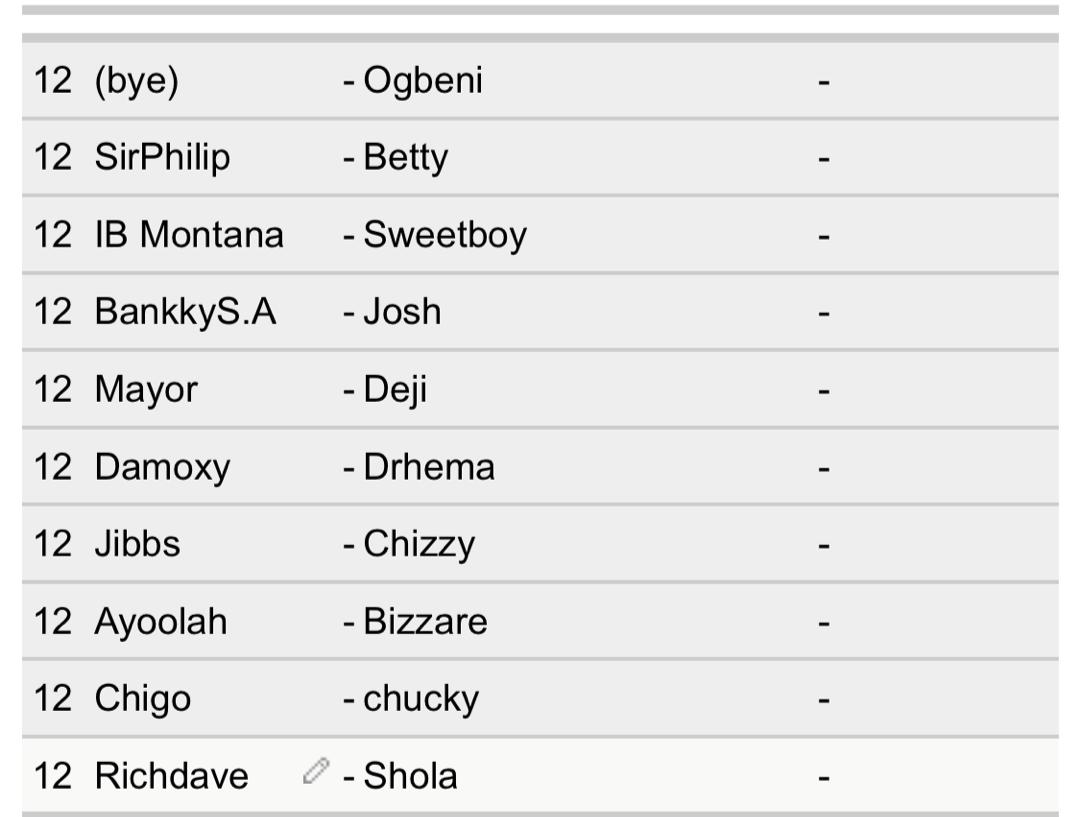 12 (bye) - Ogbeni -
12 SirPhilip - Betty -
12 IB Montana - Sweetboy -
12 BankkyS.A - Josh -
12 Mayor - Deji -
12 Damoxy - Drhema -
12 Jibbs - Chizzy -
12 Ayoolah - Bizzare -
12 Chigo - chucky -
12 Richdave - Shola -